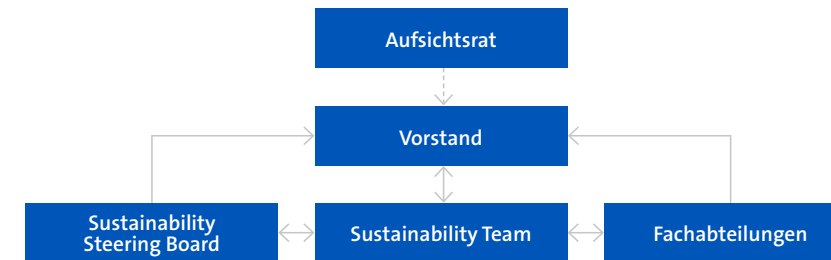 Aufsichtsrat
Vorstand
Sustainability
Steering Board
Sustainability Team
Fachabteilungen